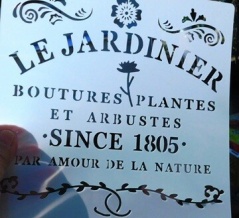 LE JARDINIER
BOUTURES PLANTES
ET ARBUSTES
·SINCE 1805·
PAR AMOUR DE LA NATURE